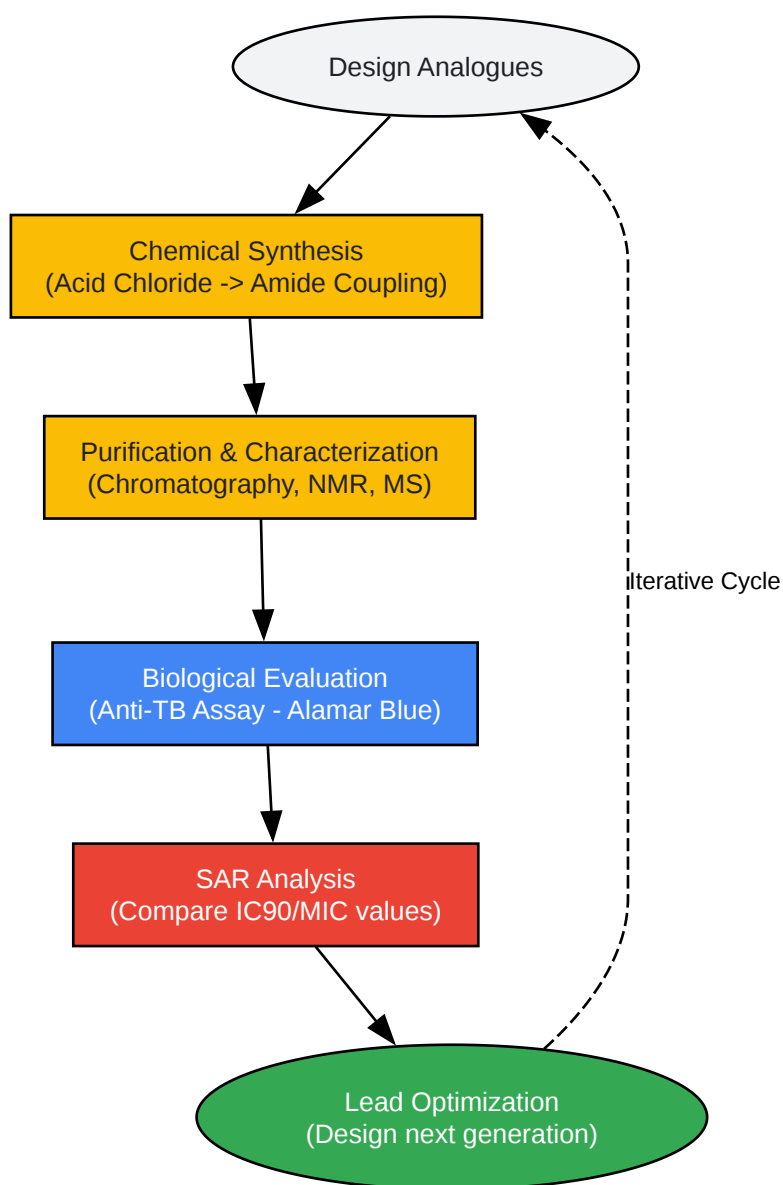 Design Analogues
Chemical Synthesis
(Acid Chloride -> Amide Coupling)
Purification & Characterization
(Chromatography, NMR, MS)
Iterative Cycle
Biological Evaluation
(Anti-TB Assay - Alamar Blue)
SAR Analysis
(Compare IC90/MIC values)
Lead Optimization
(Design next generation)